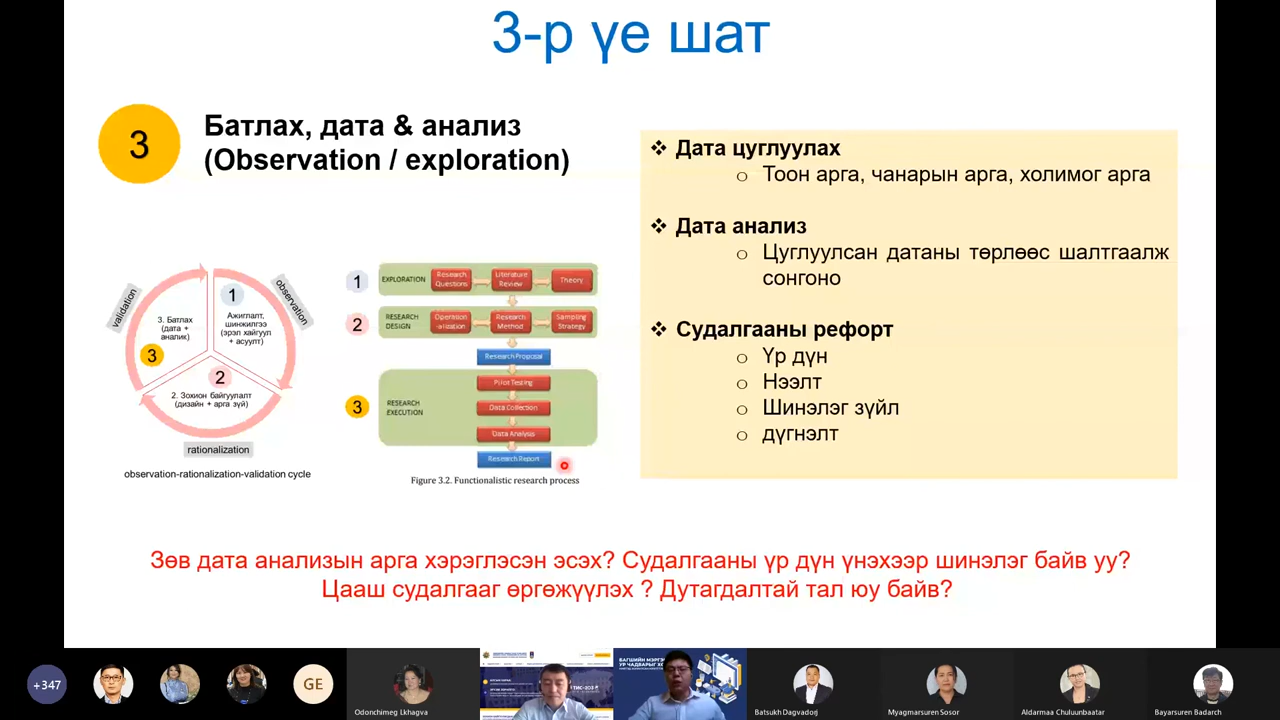 3-р үе шат
3
Батлах, дата & анализ
(Observation / exploration)
❖ Дата цуглуулах
o Тоон арга, чанарын арга, холимог арга
❖ Дата анализ
o Цуглуулсан датаны төрлөөс шалтгаалж
сонгоно
❖ Судалгааны рефорт
o Үр дүн
o Нээлт
o Шинэлэг зүйл
o дүгнэлт
validation
observation
1
Ажиглалт,
шинжилгээ
(эрэл хайгуул
+ асуулт)
3. Батлах
(дата +
аналик)
3
2
2. Зохион байгуулалт
(дизайн + арга зүй)
rationalization
observation-rationalization-validation cycle
1
EXPLORATION
Research
Questions
Literature
Review
Theory
2
RESEARCH
DESIGN
Operation
-alization
Research
Method
Sampling
Strategy
Research Proposal
3
RESEARCH
EXECUTION
Pilot Testing
Data Collection
Data Analysis
Research Report
Figure 3.2. Functionalistic research process
Зөв дата анализын арга хэрэглэсэн эсэх? Судалгааны үр дүн үнэхээр шинэлэг байв уу?
Цааш судалгааг өргөжүүлэх ? Дутагдалтай тал юу байв?
+347
GE
Odonchimeg Lkhagva
Batsukh Dagvadorj
Myagmarsuren Sosor
Aldarmaa Chuluunbaatar
Bayarsuren Badarch